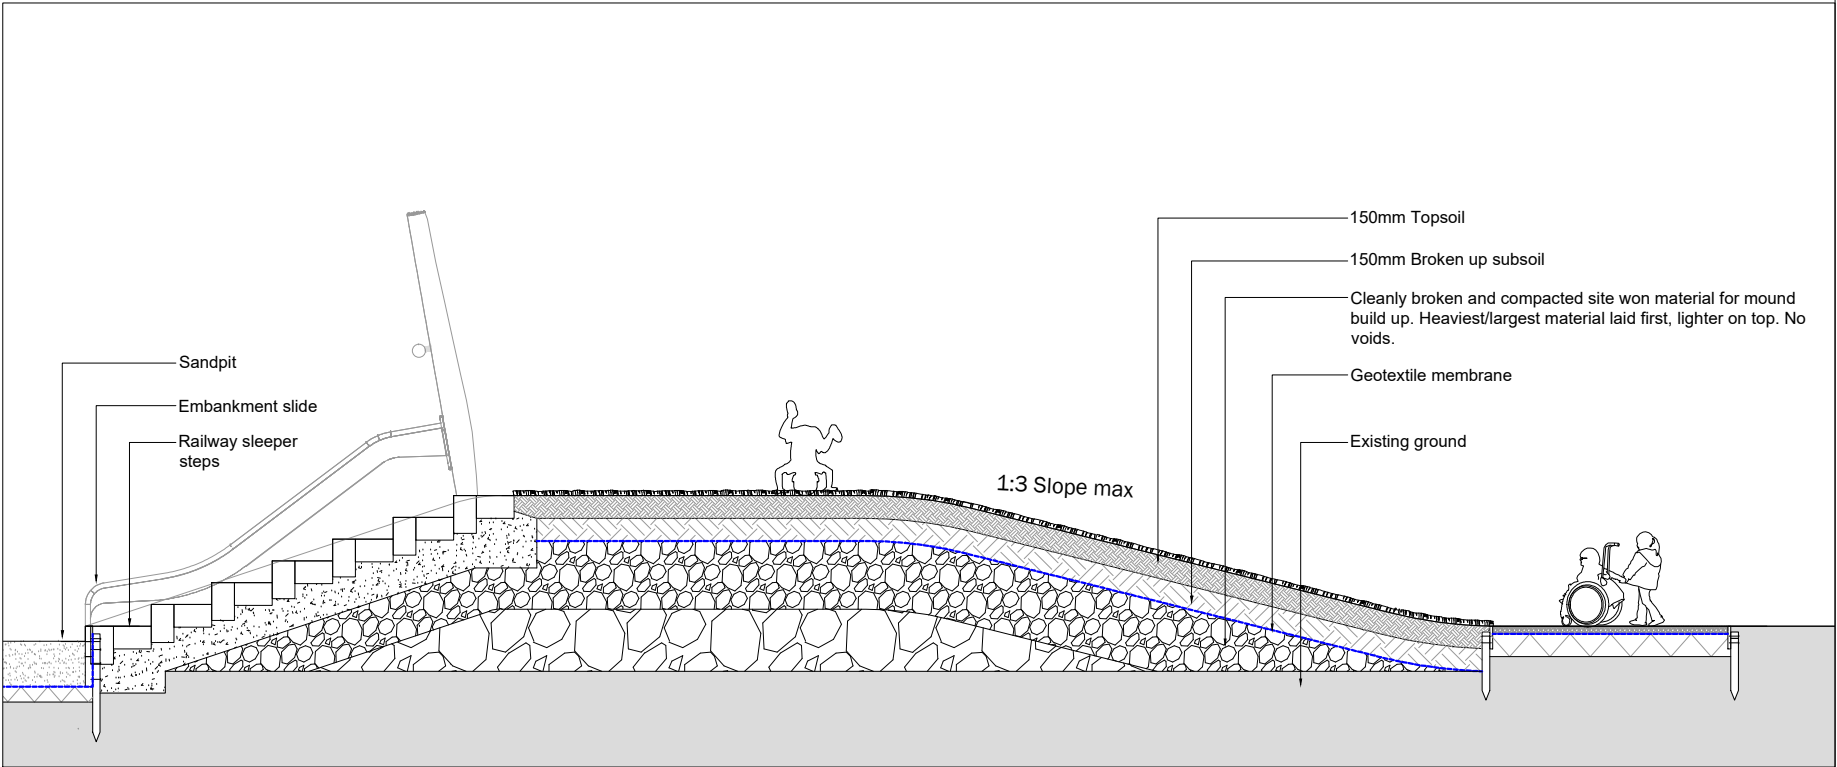 150mm Topsoil
150mm Broken up subsoil
Cleanly broken and compacted site won material for mound
build up. Heaviest/largest material laid first, lighter on top. No
voids.
Sandpit
Geotextile membrane
Embankment slide
Railway sleeper
steps
Existing ground
1:3 Slope max